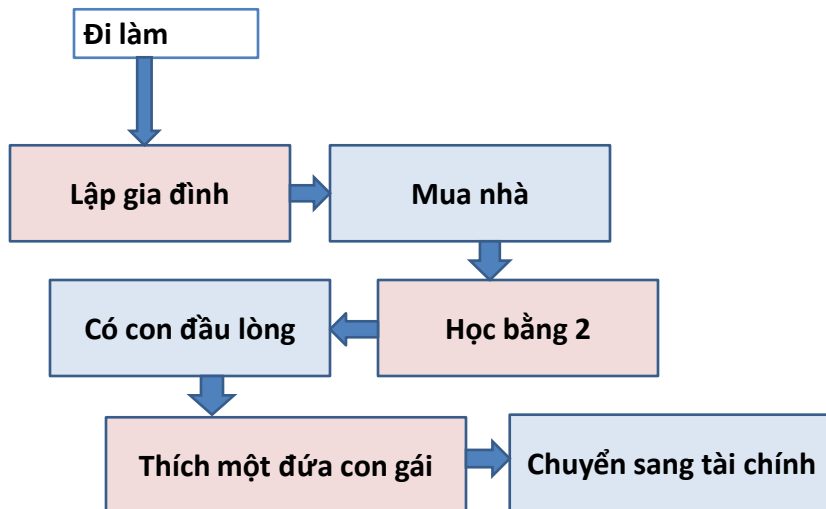 Đi làm
Lập gia đình
Mua nhà
Học bằng 2
Có con đầu lòng
Thích một đứa con gái
Chuyển sang tài chính